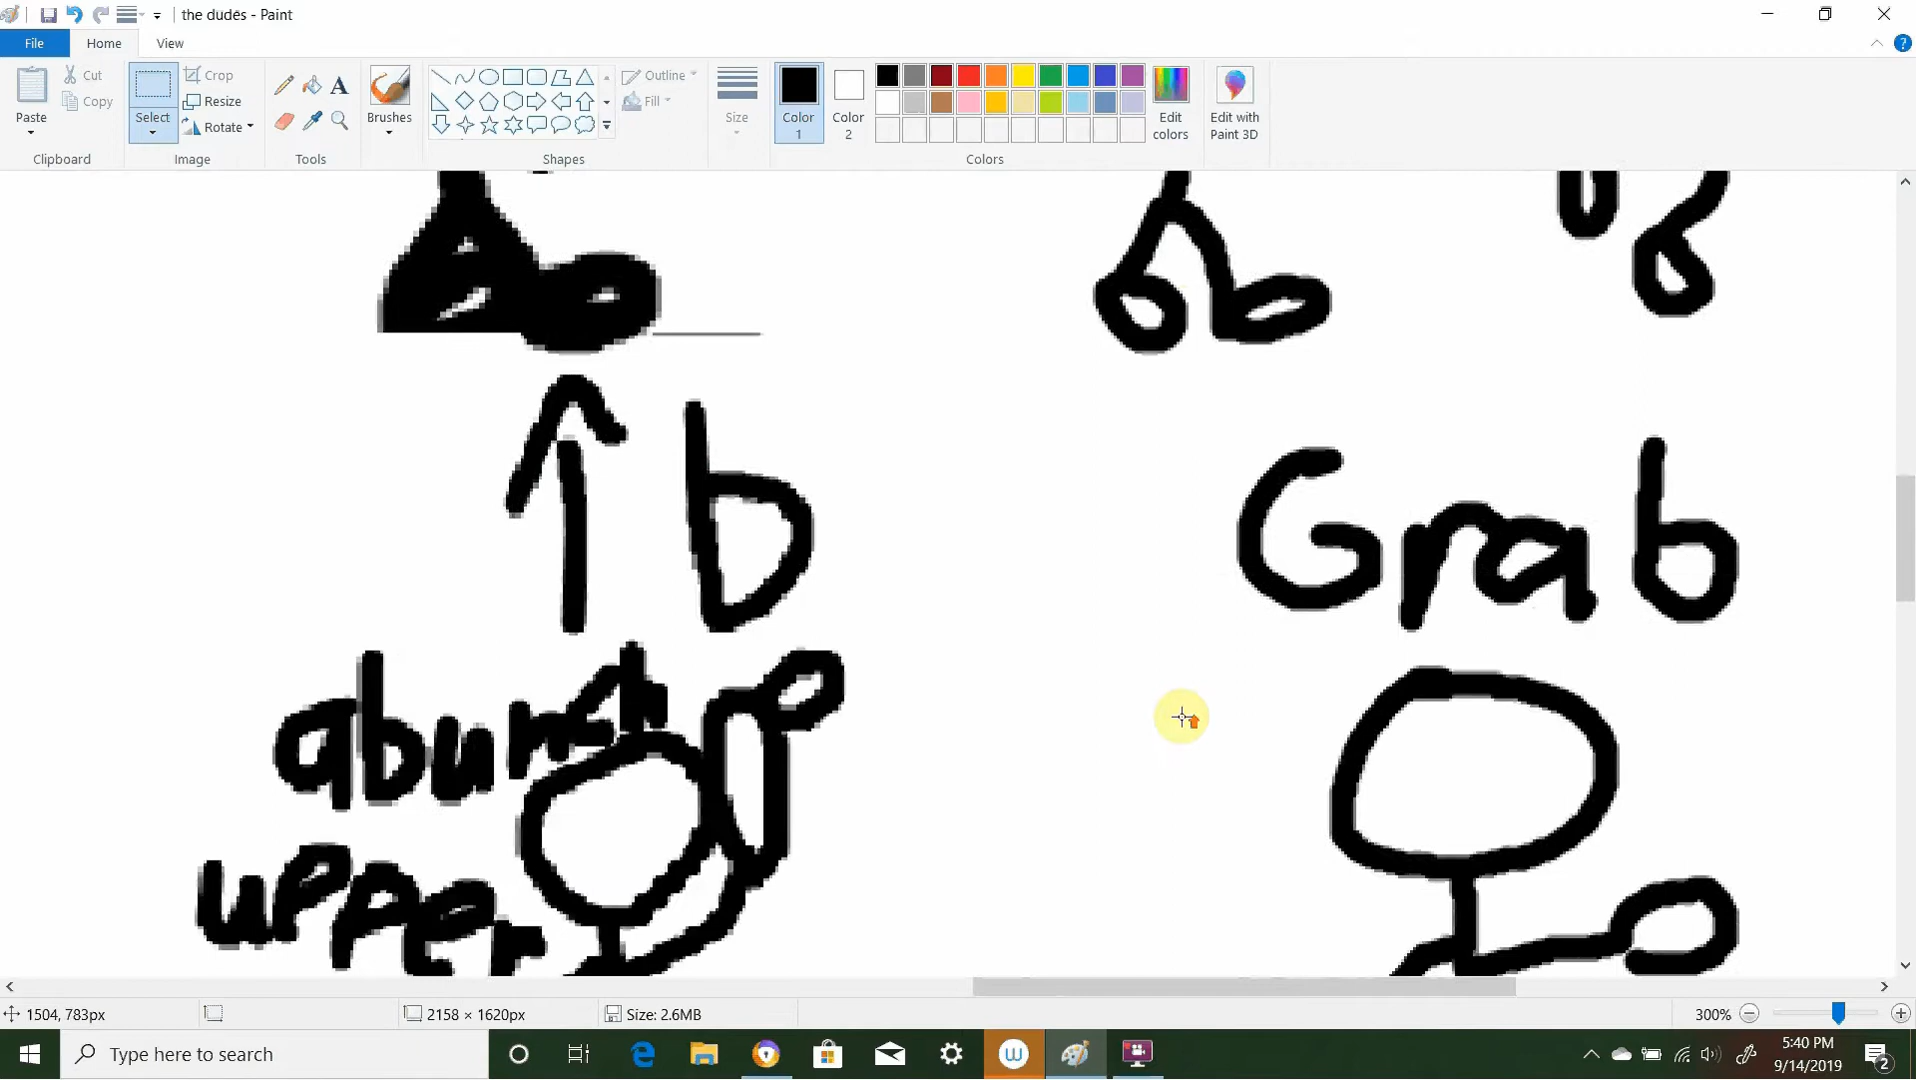 the dudes - Paint
File Home View
Paste
Cut
Copy
Clipboard
Select
Crop
Resize
Rotate
Image
Tools
Brushes
Shapes
Outline
Fill
Size
Color 1
Color 2
Colors
Edit colors
Edit with Paint 3D
b
Grab
upper
1504, 783px
2158 × 1620px
Size: 2.6MB
300%
Type here to search
5:40 PM
9/14/2019
2